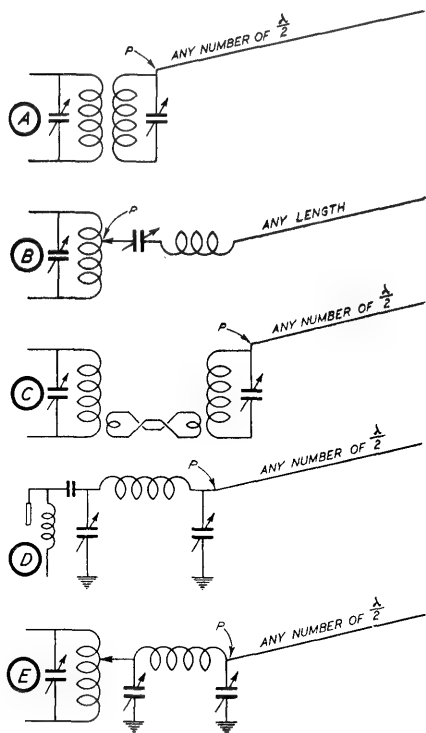 P
ANY NUMBER OF λ/2
A
P
ANY LENGTH
B
P
ANY NUMBER OF λ/2
C
P
ANY NUMBER OF λ/2
D
P
ANY NUMBER OF λ/2
E